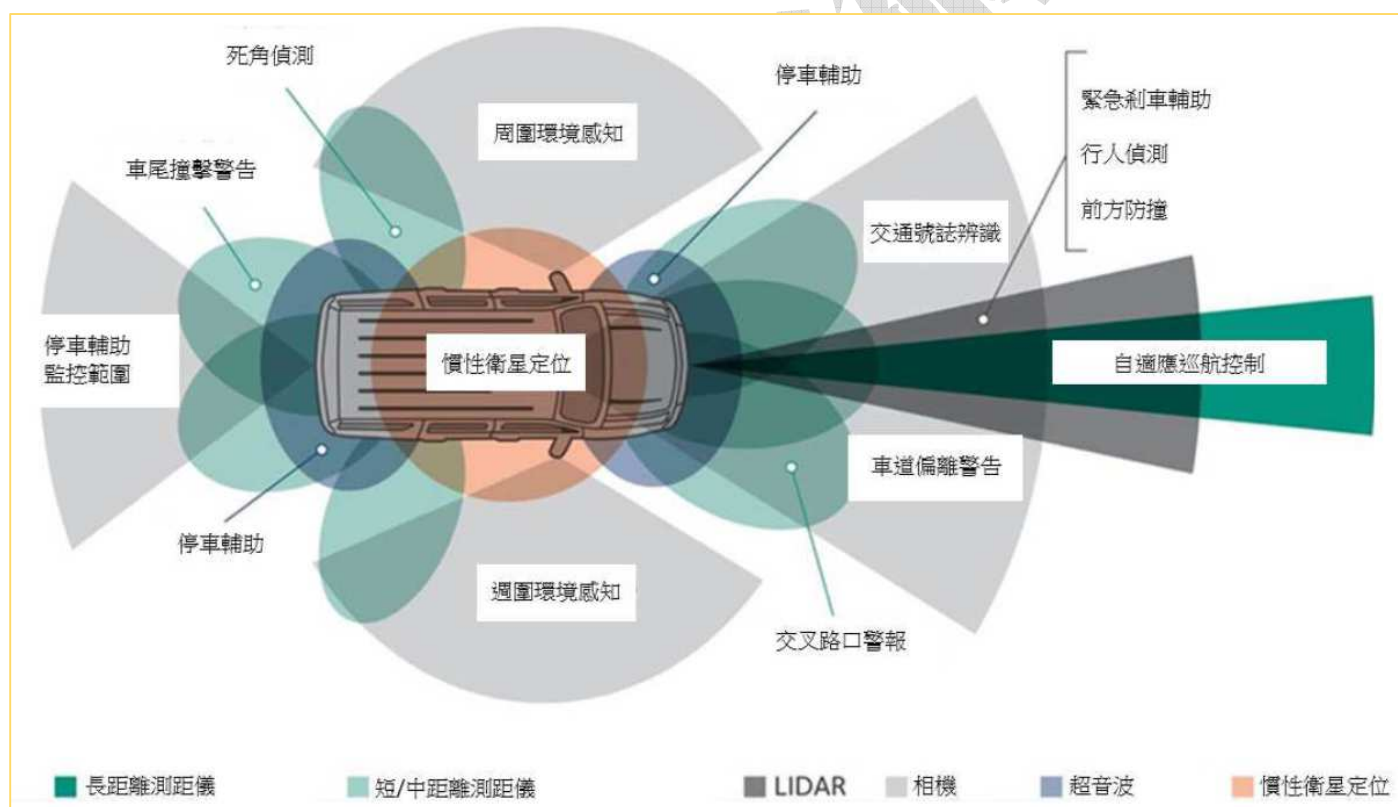 死角偵測
停車輔助
緊急剎車輔助
周圍環境感知
行人偵測
車尾撞擊警告
前方防撞
交通號誌辨識
停車輔助
監控範圍
慣性衛星定位
自適應巡航控制
車道偏離警告
停車輔助
週圍環境感知
交叉路口警報
長距離測距儀
短/中距離測距儀
LIDAR
相機
超音波
慣性衛星定位